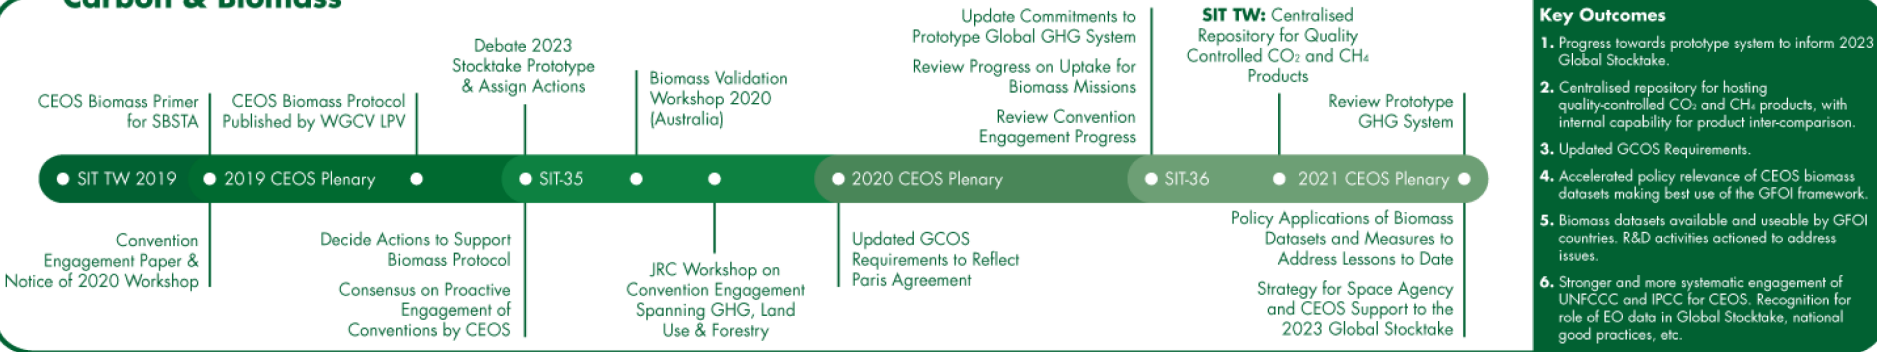 Carbon & Biomass
CEOS Biomass Primer
for SBSTA
CEOS Biomass Protocol
Published by WGCV LPV
Debate 2023
Stocktake Prototype
& Assign Actions
Biomass Validation
Workshop 2020
(Australia)
Update Commitments to
Prototype Global GHG System
Review Progress on Uptake for
Biomass Missions
Review Convention
Engagement Progress
SIT TW: Centralised
Repository for Quality
Controlled CO₂ and CH₄
Products
Review Prototype
GHG System
SIT TW 2019
2019 CEOS Plenary
SIT-35
2020 CEOS Plenary
SIT-36
2021 CEOS Plenary
Convention
Engagement Paper &
Notice of 2020 Workshop
Decide Actions to Support
Biomass Protocol
Consensus on Proactive
Engagement of
Conventions by CEOS
JRC Workshop on
Convention Engagement
Spanning GHG, Land
Use & Forestry
Updated GCOS
Requirements to Reflect
Paris Agreement
Policy Applications of Biomass
Datasets and Measures to
Address Lessons to Date
Strategy for Space Agency
and CEOS Support to the
2023 Global Stocktake
Key Outcomes
1. Progress towards prototype system to inform 2023
Global Stocktake.
2. Centralised repository for hosting
quality-controlled CO₂ and CH₄ products, with
internal capability for product inter-comparison.
3. Updated GCOS Requirements.
4. Accelerated policy relevance of CEOS biomass
datasets making best use of the GFOI framework.
5. Biomass datasets available and useable by GFOI
countries. R&D activities actioned to address
issues.
6. Stronger and more systematic engagement of
UNFCCC and IPCC for CEOS. Recognition for
role of EO data in Global Stocktake, national
good practices, etc.